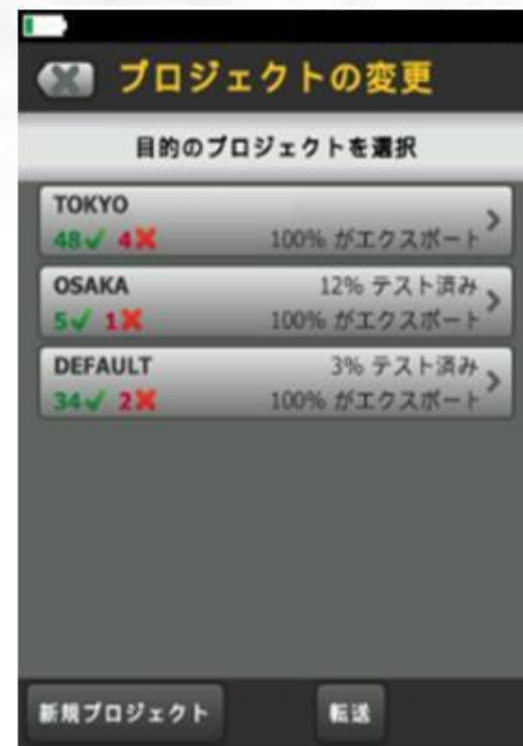 プロジェクトの変更
目的のプロジェクトを選択
TOKYO
48✔ 4✖ 100% がエクスポート
OSAKA 12% テスト済み
5✔ 1✖ 100% がエクスポート
DEFAULT 3% テスト済み
34✔ 2✖ 100% がエクスポート
新規プロジェクト 転送